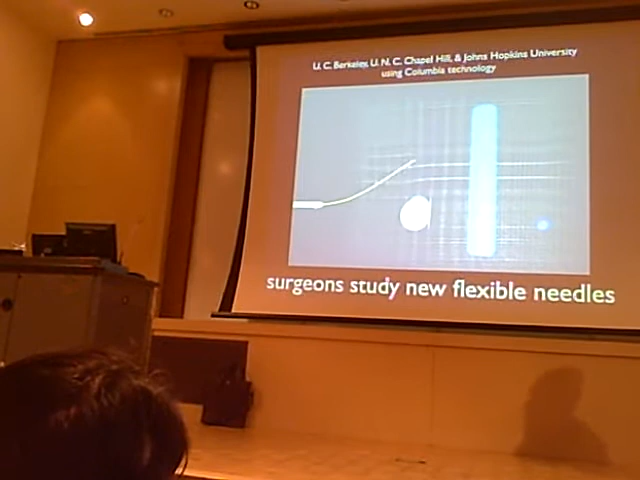 U. C. Berkeley, U. N. C. Chapel Hill, & Johns Hopkins University
using Columbia technology
surgeons study new flexible needles